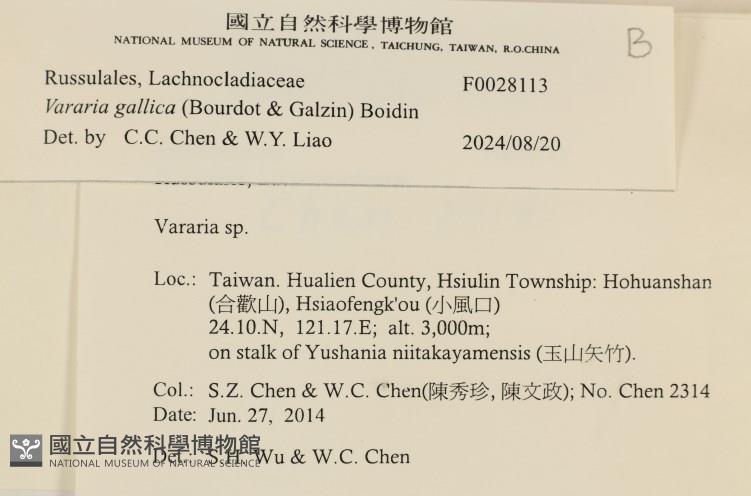 國立自然科學博物館
NATIONAL MUSEUM OF NATURAL SCIENCE, TAICHUNG, TAIWAN, R.O.CHINA
B
Russulales, Lachnocladiaceae F0028113
Vararia gallica (Bourdot & Galzin) Boidin
Det. by C.C. Chen & W.Y. Liao 2024/08/20
Vararia sp.
Loc.: Taiwan. Hualien County, Hsiulin Township: Hohuanshan
(合歡山), Hsiaofengk'ou (小風口)
24.10.N, 121.17.E; alt. 3,000m;
on stalk of Yushania niitakayamensis (玉山矢竹).
Col.: S.Z. Chen & W.C. Chen(陳秀珍, 陳文政); No. Chen 2314
Date: Jun. 27, 2014
Det.: S.H. Wu & W.C. Chen
國立自然科學博物館
NATIONAL MUSEUM OF NATURAL SCIENCE